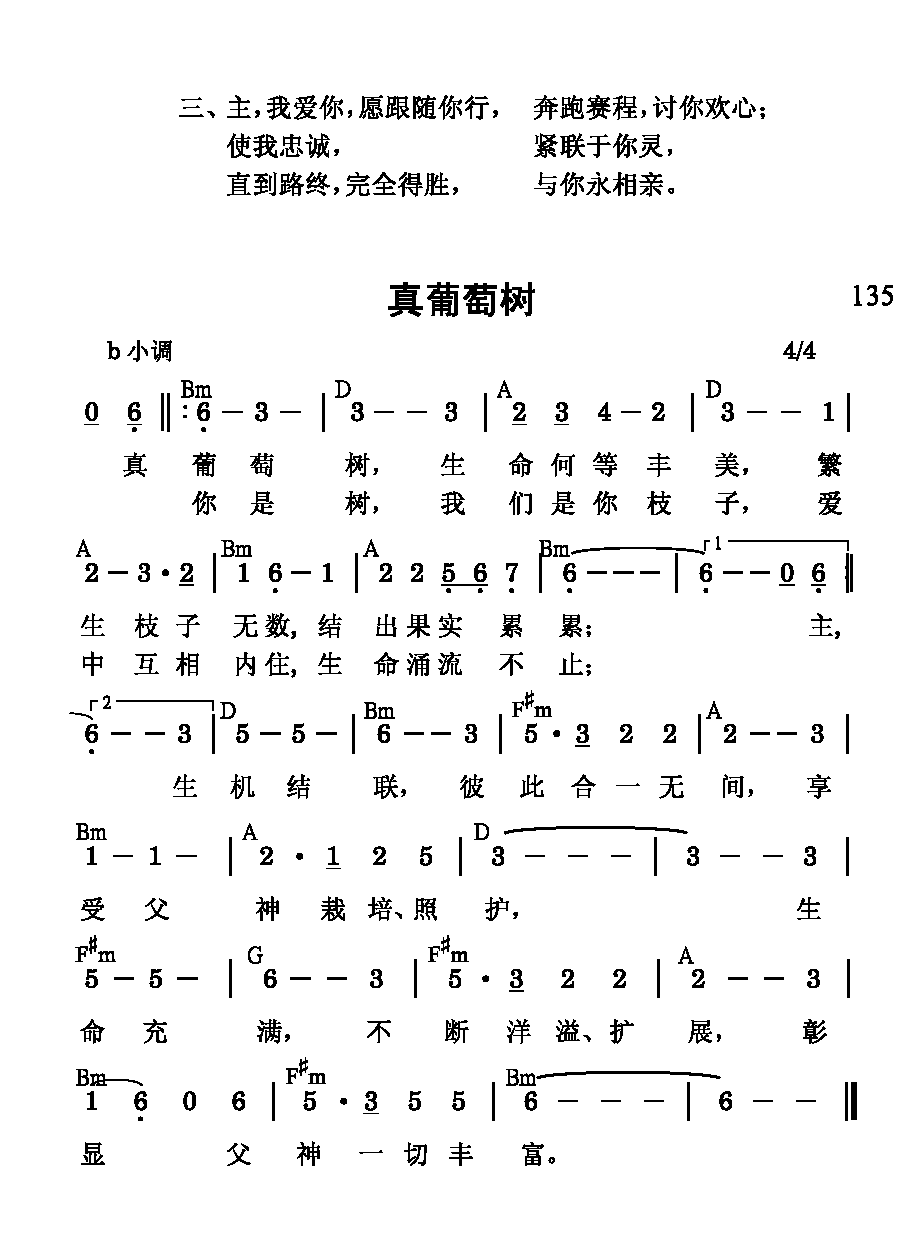 三、主，我爱你，愿跟随你行， 奔跑赛程，讨你欢心；
使我忠诚， 紧联于你灵，
直到路终，完全得胜， 与你永相亲。
真葡萄树 135
b 小调 4/4
Bm D A D
0 6 ‖: 6 － 3 － | 3 － － 3 | 2 3 4 － 2 | 3 － － 1 |
真 葡 萄 树， 生 命 何 等 丰 美， 繁
你 是 树， 我 们 是 你 枝 子， 爱
A Bm A Bm ┌1
2 － 3 · 2 | 1 6 － 1 | 2 2 5 6 7 | 6 － － － | 6 － － 0 6 :‖
生 枝 子 无 数， 结 出 果 实 累 累； 主，
中 互 相 内 住， 生 命 涌 流 不 止；
┌2 D Bm F♯m A
6 － － 3 | 5 － 5 － | 6 － － 3 | 5 · 3 2 2 | 2 － － 3 |
生 机 结 联， 彼 此 合 一 无 间， 享
Bm A D
1 － 1 － | 2 · 1 2 5 | 3 － － － | 3 － － 3 |
受 父 神 栽 培、照 护， 生
F♯m G F♯m A
5 － 5 － | 6 － － 3 | 5 · 3 2 2 | 2 － － 3 |
命 充 满， 不 断 洋 溢、扩 展， 彰
Bm F♯m Bm
1 6 0 6 | 5 · 3 5 5 | 6 － － － | 6 － － ‖
显 父 神 一 切 丰 富。